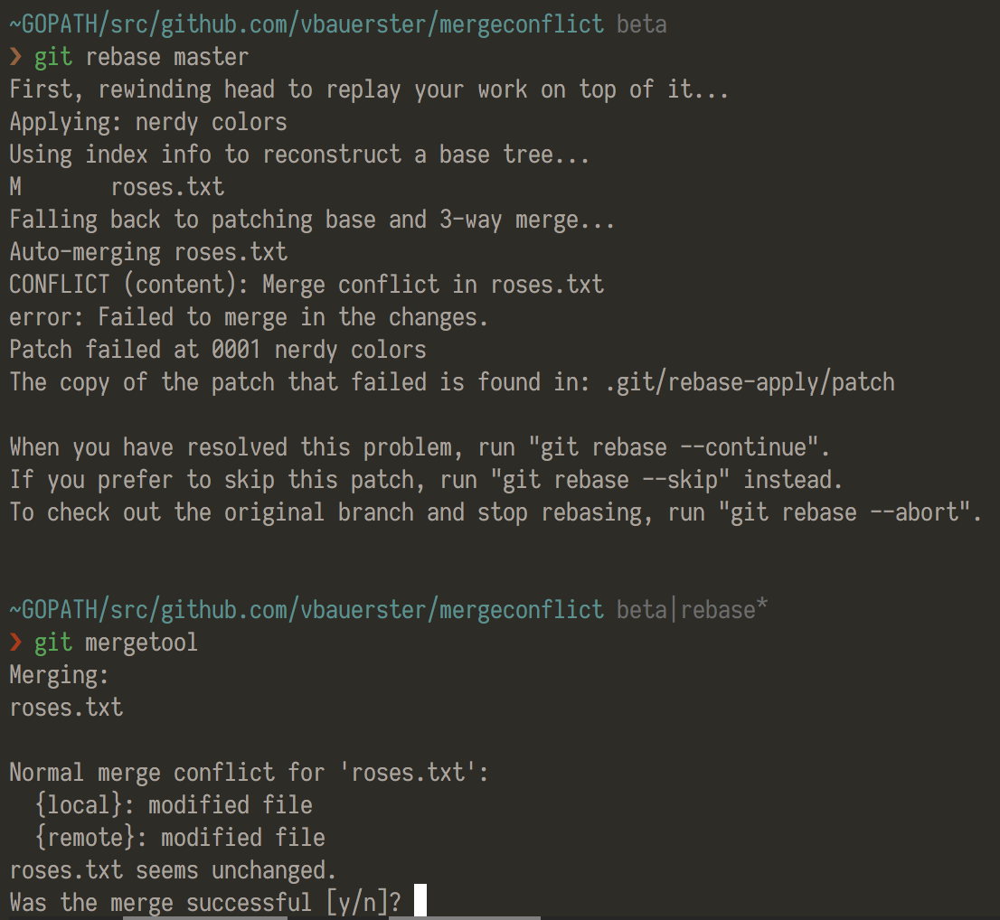 ~GOPATH/src/github.com/vbauerster/mergeconflict beta
❯ git rebase master
First, rewinding head to replay your work on top of it...
Applying: nerdy colors
Using index info to reconstruct a base tree...
M       roses.txt
Falling back to patching base and 3-way merge...
Auto-merging roses.txt
CONFLICT (content): Merge conflict in roses.txt
error: Failed to merge in the changes.
Patch failed at 0001 nerdy colors
The copy of the patch that failed is found in: .git/rebase-apply/patch

When you have resolved this problem, run "git rebase --continue".
If you prefer to skip this patch, run "git rebase --skip" instead.
To check out the original branch and stop rebasing, run "git rebase --abort".

~GOPATH/src/github.com/vbauerster/mergeconflict beta|rebase*
❯ git mergetool
Merging:
roses.txt

Normal merge conflict for 'roses.txt':
  {local}: modified file
  {remote}: modified file
roses.txt seems unchanged.
Was the merge successful [y/n]?